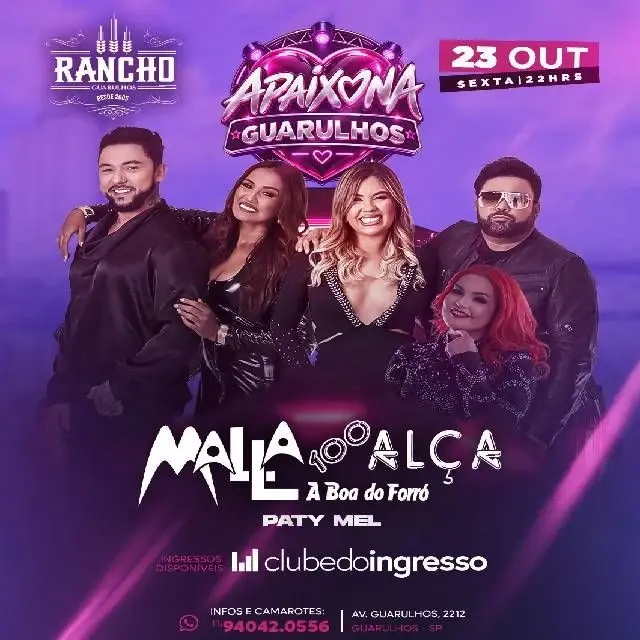 RANCHO
GUARULHOS
DESDE 2005
APAIXONA
GUARULHOS
23 OUT
SEXTA | 22HRS
MALLA 100 ALÇA
A Boa do Forró
PATY MEL
INGRESSOS
DISPONÍVEIS
clubedoingresso
INFOS E CAMAROTES:
11 94042.0556
AV. GUARULHOS, 2212
GUARULHOS - SP